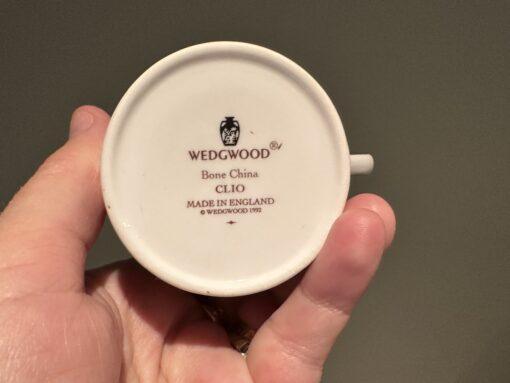 WEDGWOOD®
Bone China
CLIO
MADE IN ENGLAND
© WEDGWOOD 1992